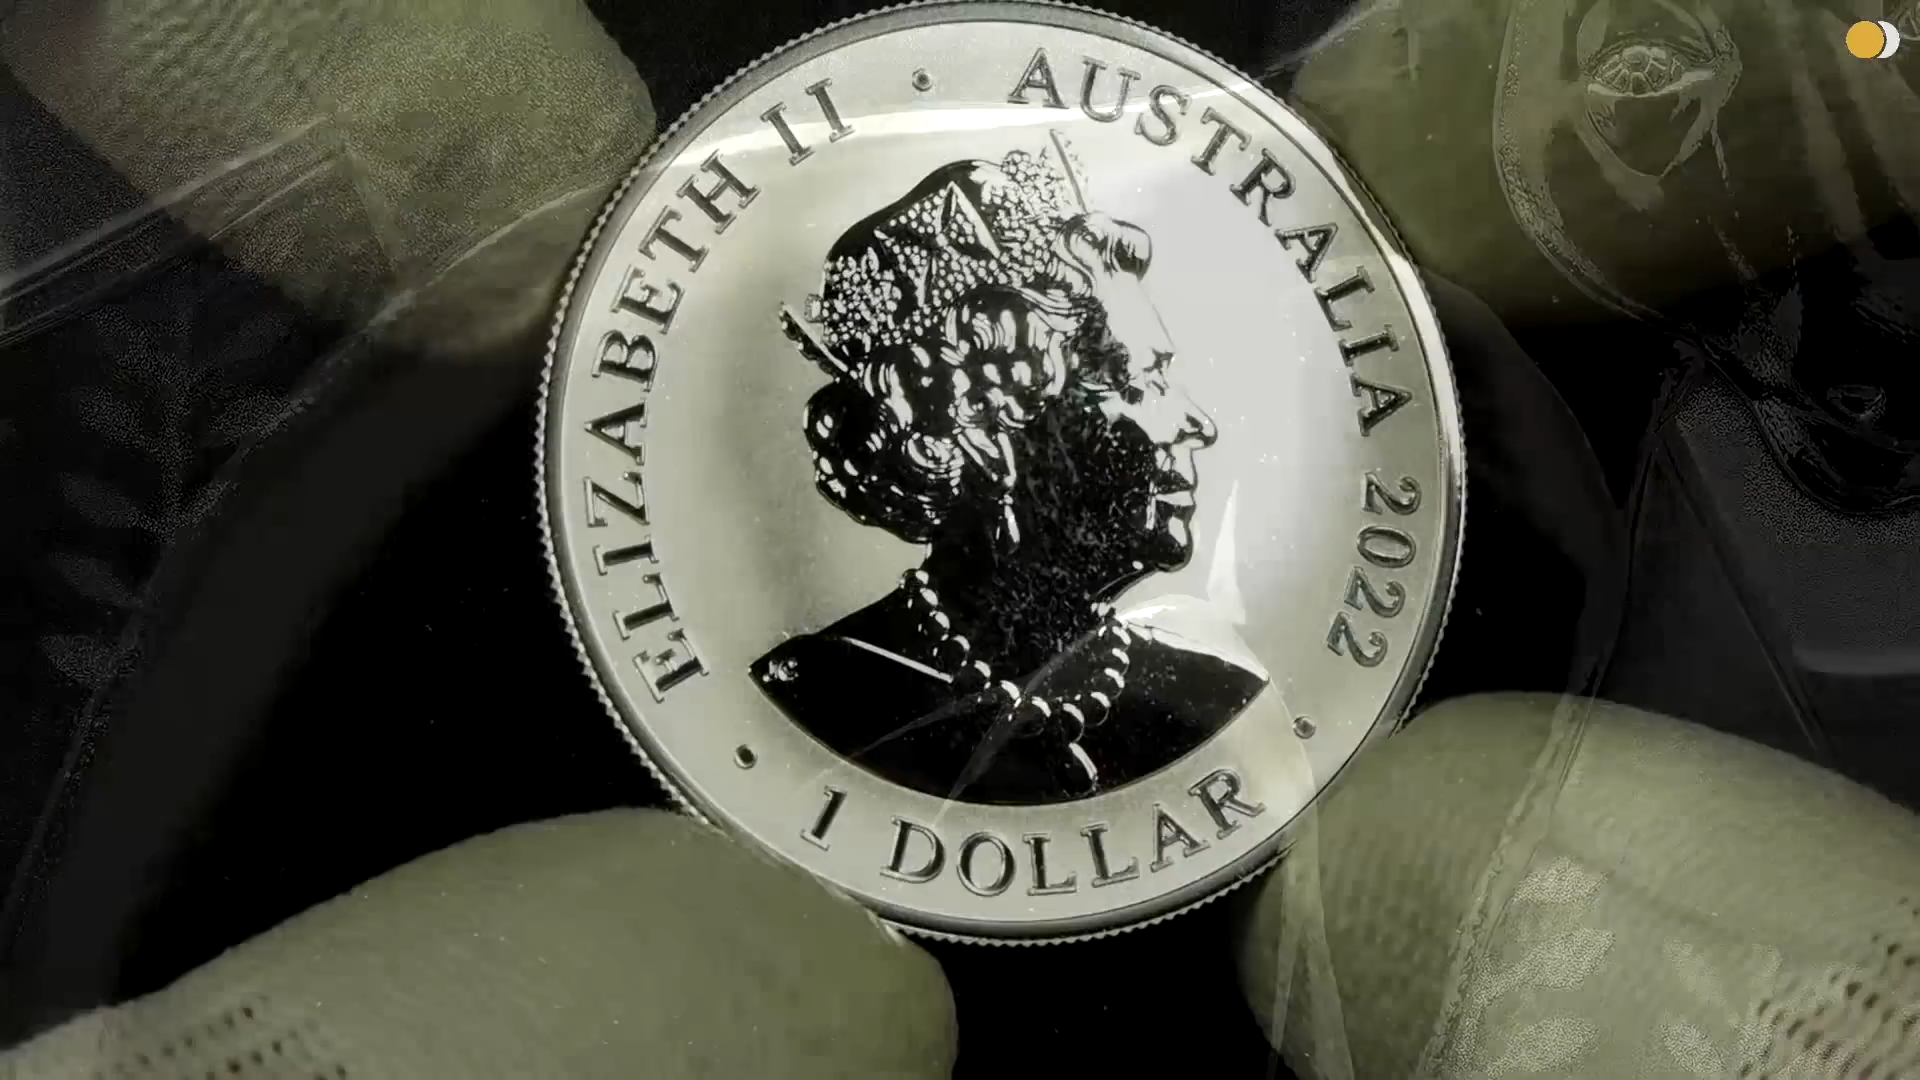 ELIZABETH II • AUSTRALIA 2022 •
1 DOLLAR •